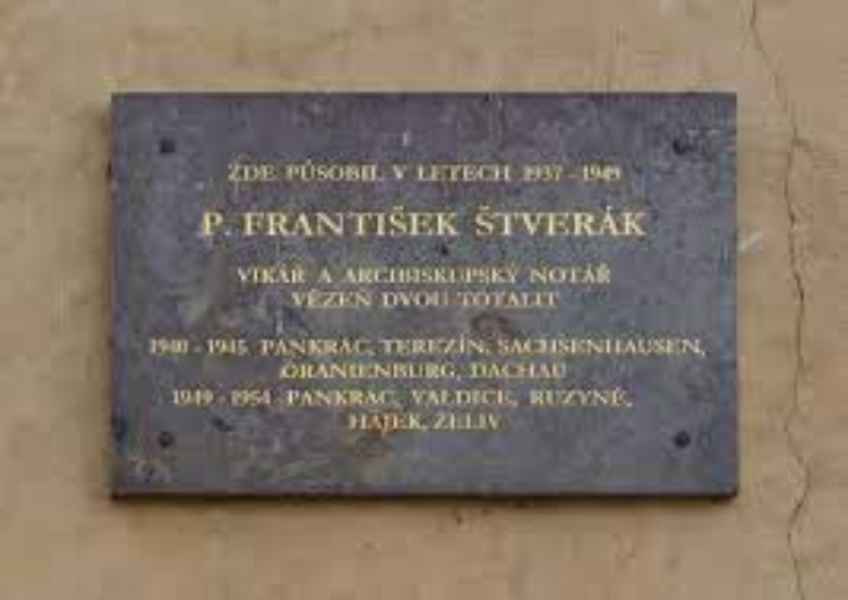 ZDE PŮSOBIL V LETECH 1937 - 1949
P. FRANTIŠEK ŠTVERÁK
VIKÁŘ A ARCIBISKUPSKÝ NOTÁŘ
VĚZEŇ DVOU TOTALIT
1940 - 1945 PANKRÁC, TEREZÍN, SACHSENHAUSEN,
ORANIENBURG, DACHAU
1949 - 1954 PANKRÁC, VALDICE, RUZYNĚ,
HÁJEK, ŽELIV